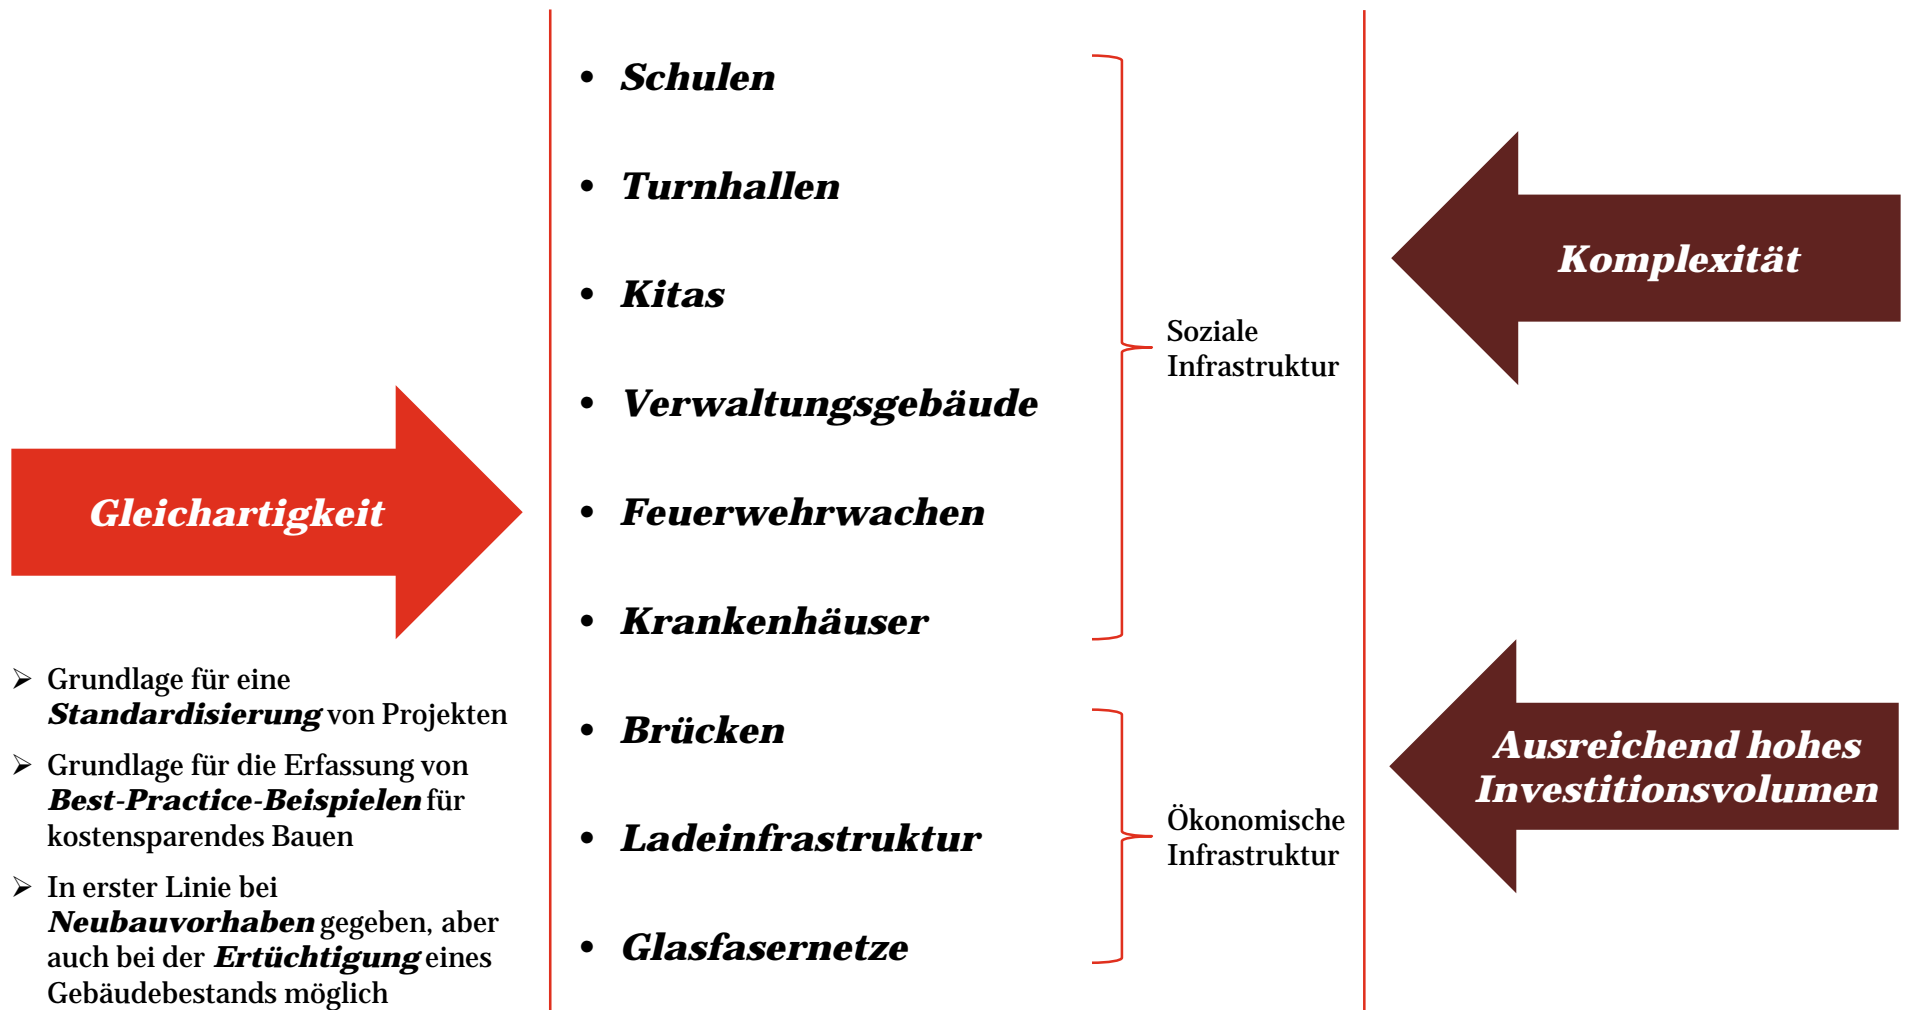 Gleichartigkeit
➢ Grundlage für eine
Standardisierung von Projekten
➢ Grundlage für die Erfassung von
Best-Practice-Beispielen für
kostensparendes Bauen
➢ In erster Linie bei
Neubauvorhaben gegeben, aber
auch bei der Ertüchtigung eines
Gebäudebestands möglich
• Schulen
• Turnhallen
• Kitas
• Verwaltungsgebäude
• Feuerwehrwachen
• Krankenhäuser
• Brücken
• Ladeinfrastruktur
• Glasfasernetze
Soziale
Infrastruktur
Ökonomische
Infrastruktur
Komplexität
Ausreichend hohes
Investitionsvolumen